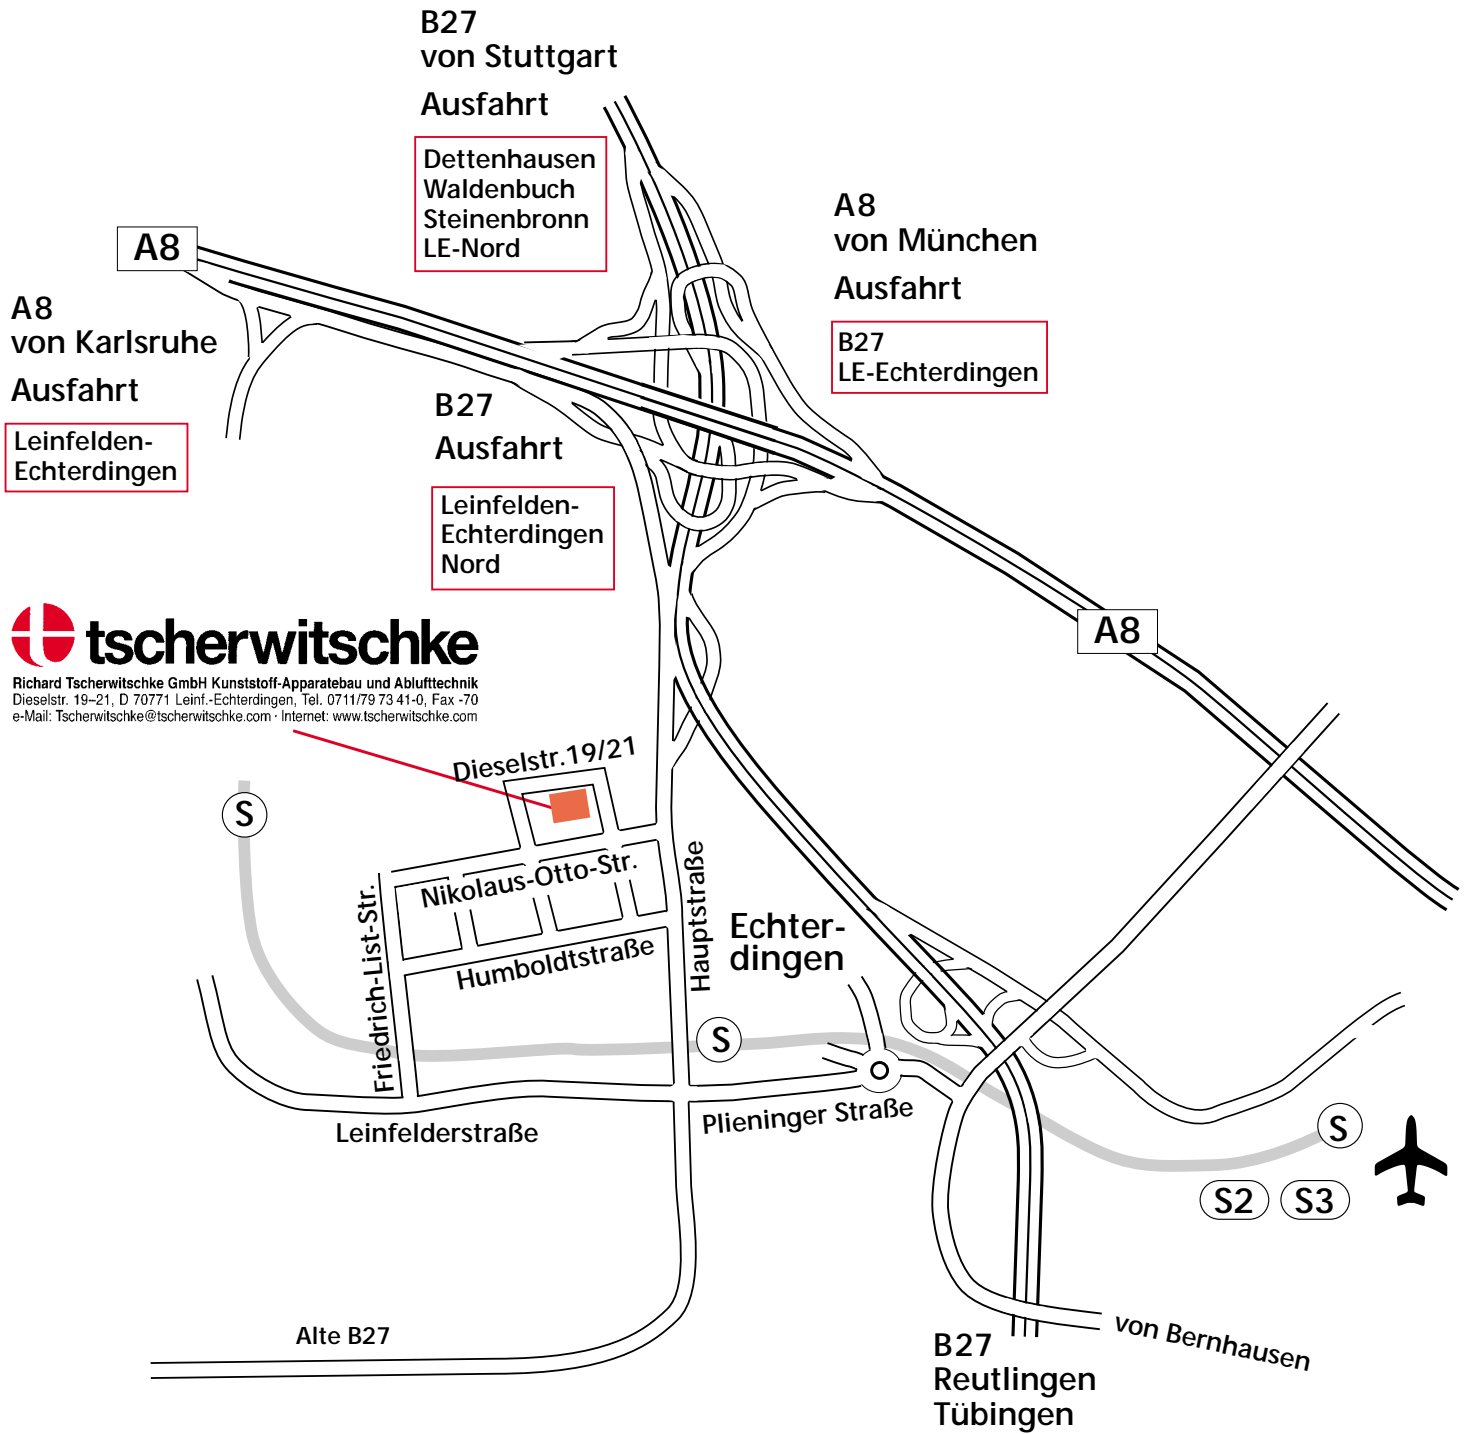 B27
von Stuttgart
Ausfahrt
Dettenhausen
Waldenbuch
Steinenbronn
LE-Nord
A8
von München
Ausfahrt
B27
LE-Echterdingen
A8
A8
von Karlsruhe
Ausfahrt
Leinfelden-
Echterdingen
B27
Ausfahrt
Leinfelden-
Echterdingen
Nord
A8
tscherwitschke
Richard Tscherwitschke GmbH Kunststoff-Apparatebau und Ablufttechnik
Dieselstr. 19–21, D 70771 Leinf.-Echterdingen, Tel. 0711/79 73 41-0, Fax -70
e-Mail: Tscherwitschke@tscherwitschke.com · Internet: www.tscherwitschke.com
Dieselstr.19/21
S
Nikolaus-Otto-Str.
Hauptstraße
Friedrich-List-Str.
Humboldtstraße
Echter-
dingen
S
Leinfelderstraße
Plieninger Straße
S
S2
S3
Alte B27
von Bernhausen
B27
Reutlingen
Tübingen